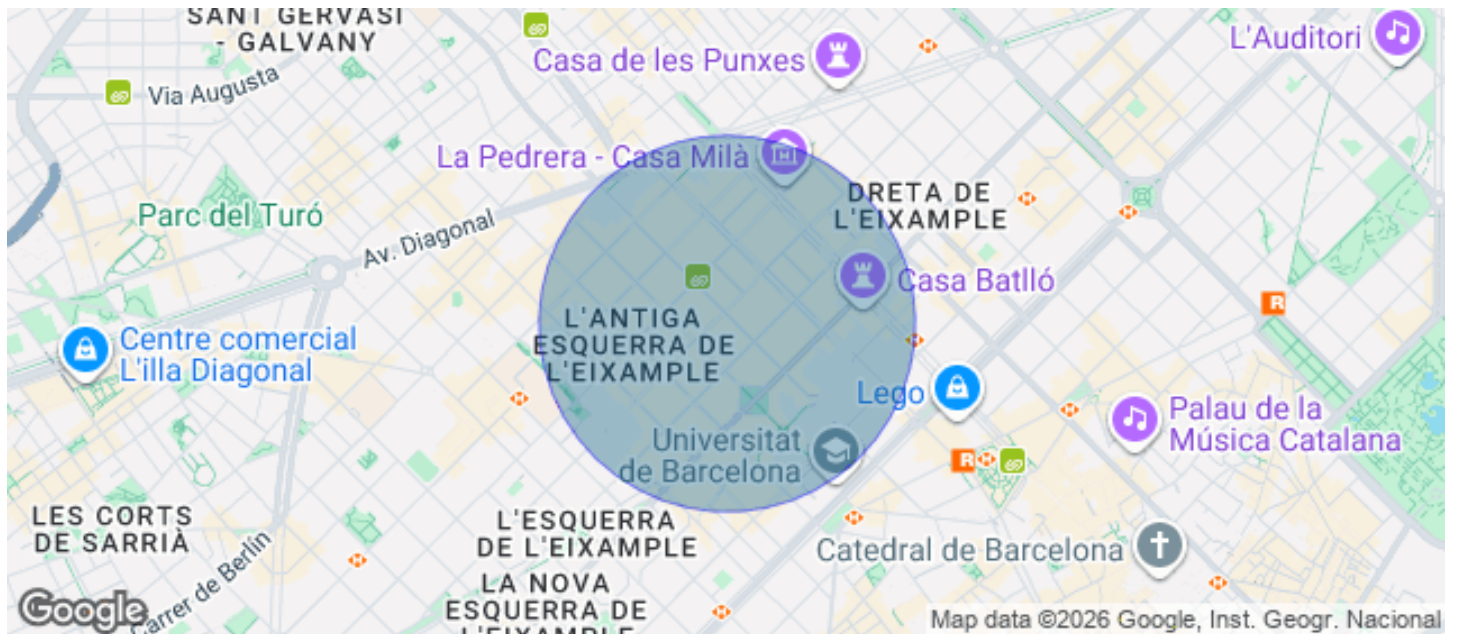 SANT GERVASI
- GALVANY
Casa de les Punxes
L'Auditori
Via Augusta
La Pedrera - Casa Milà
DRETA DE
L'EIXAMPLE
Parc del Turó
Av. Diagonal
Casa Batlló
L'ANTIGA
ESQUERRA DE
L'EIXAMPLE
Centre comercial
L'illa Diagonal
Lego
Palau de la
Música Catalana
Universitat
de Barcelona
R
R
LES CORTS
DE SARRIÀ
L'ESQUERRA
DE L'EIXAMPLE
Catedral de Barcelona
Carrer de Berlín
LA NOVA
ESQUERRA DE
L'EIXAMPLE
Google
Map data ©2026 Google, Inst. Geogr. Nacional